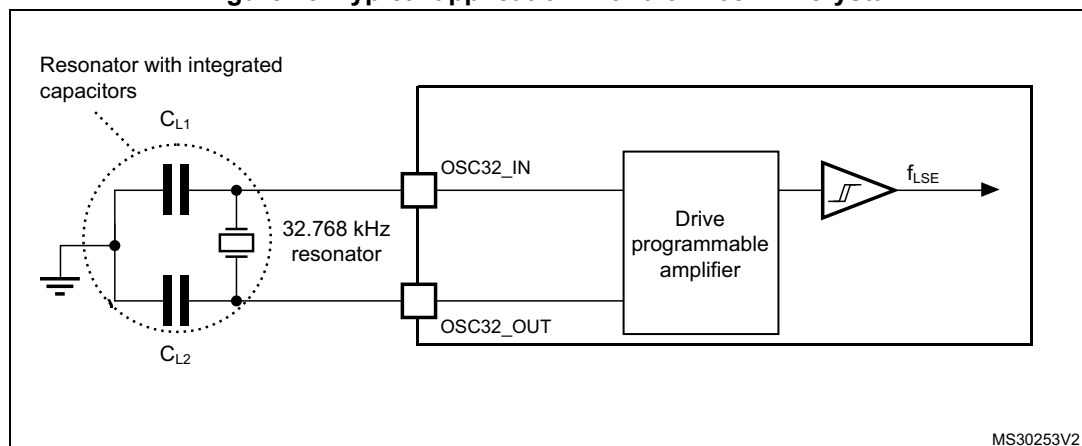 Resonator with integrated
capacitors
CL1
OSC32_IN
fLSE
32.768 kHz
resonator
Drive
programmable
amplifier
OSC32_OUT
CL2
MS30253V2